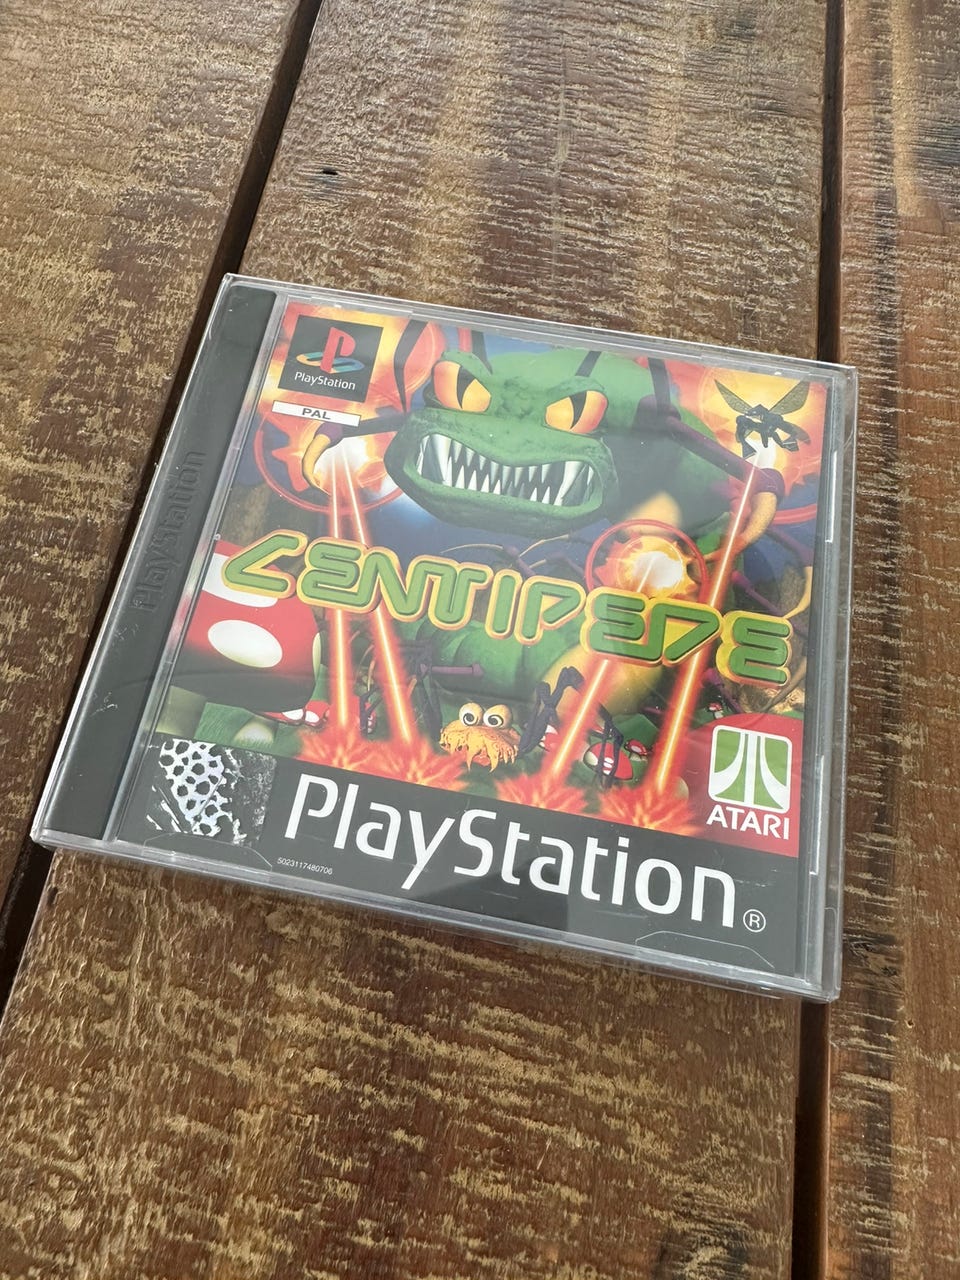 PlayStation
PAL
PlayStation
CENTIPEDE
ATARI
PlayStation®
5023117480706